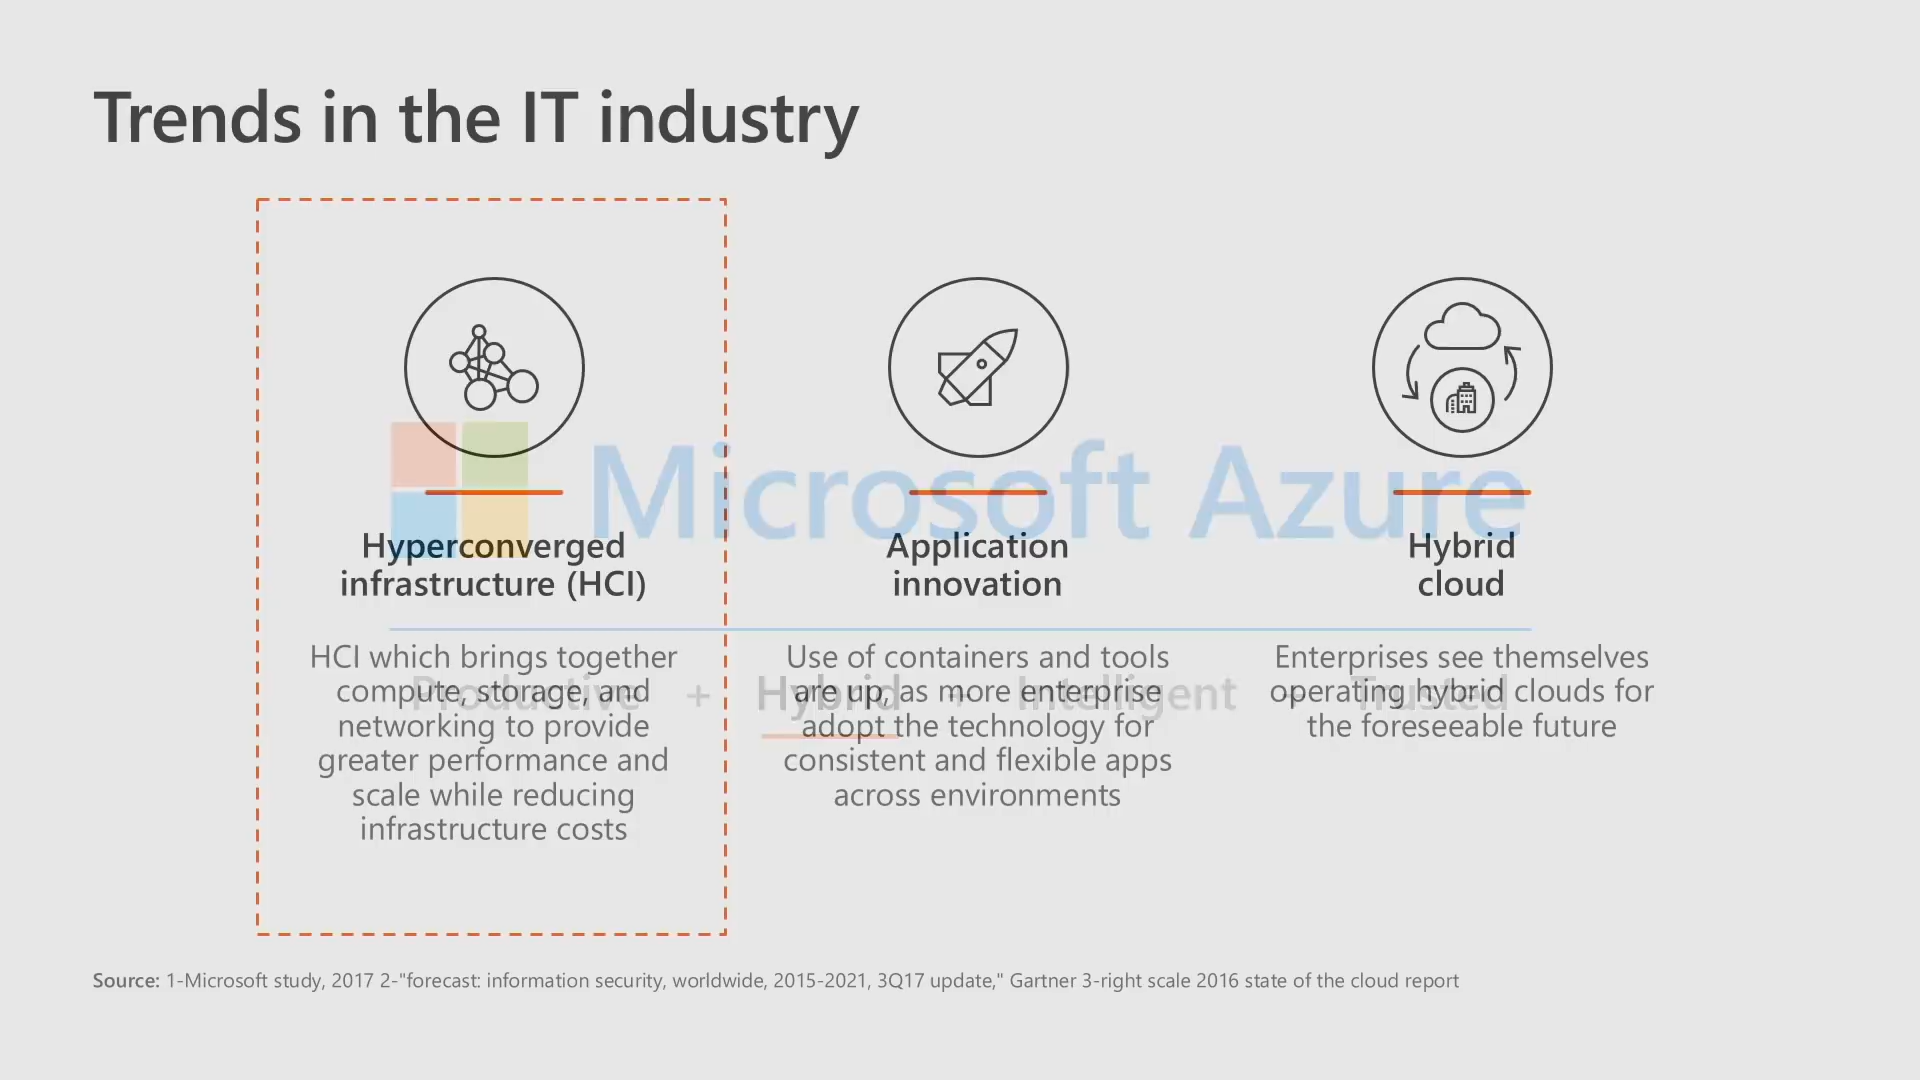 Trends in the IT industry
Microsoft Azure
Hyperconverged
infrastructure (HCI)
HCI which brings together
compute, storage, and
networking to provide
greater performance and
scale while reducing
infrastructure costs
Application
innovation
Use of containers and tools
are up, as more enterprise
adopt the technology for
consistent and flexible apps
across environments
Hybrid
cloud
Enterprises see themselves
operating hybrid clouds for
the foreseeable future
Productive + Hybrid + Intelligent + Trusted
Source: 1-Microsoft study, 2017 2-"forecast: information security, worldwide, 2015-2021, 3Q17 update," Gartner 3-right scale 2016 state of the cloud report